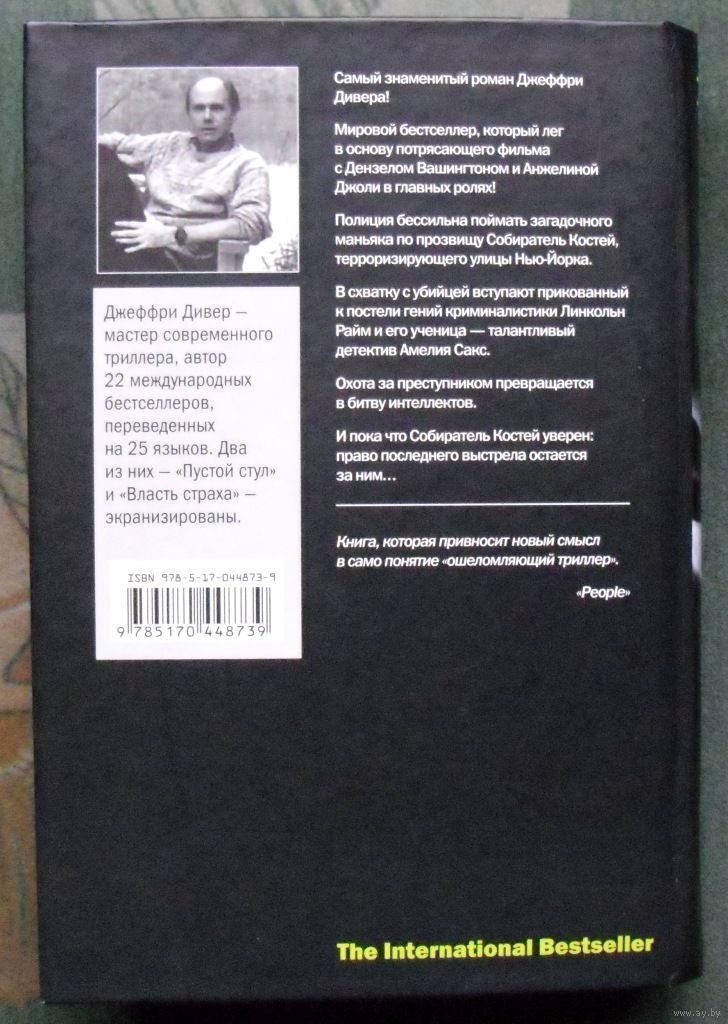 Самый знаменитый роман Джеффри
Дивера!
Мировой бестселлер, который лег
в основу потрясающего фильма
с Дензелом Вашингтоном и Анжелиной
Джоли в главных ролях!
Полиция бессильна поймать загадочного
маньяка по прозвищу Собиратель Костей,
терроризирующего улицы Нью-Йорка.
В схватку с убийцей вступают прикованный
к постели гений криминалистики Линкольн
Райм и его ученица — талантливый
детектив Амелия Сакс.
Охота за преступником превращается
в битву интеллектов.
И пока что Собиратель Костей уверен:
право последнего выстрела остается
за ним...
Книга, которая привносит новый смысл
в само понятие «ошеломляющий триллер».
«People»
Джеффри Дивер —
мастер современного
триллера, автор
22 международных
бестселлеров,
переведенных
на 25 языков. Два
из них — «Пустой стул»
и «Власть страха» —
экранизированы.
ISBN 978-5-17-044873-9
9 785170 448739
The International Bestseller
www.ay.by